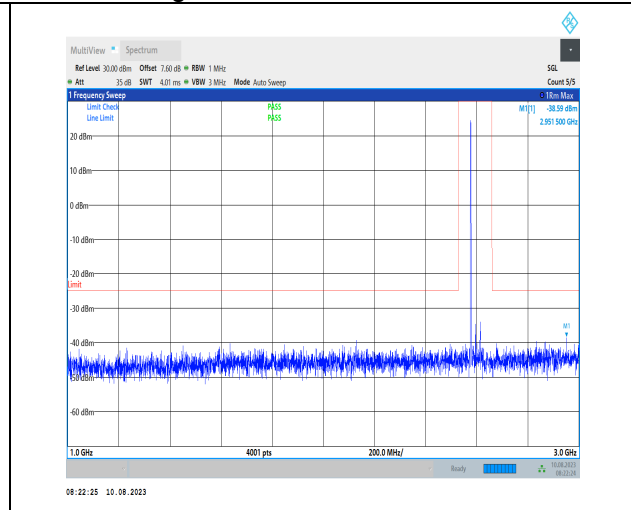 MultiView Spectrum
Ref Level 30.00 dBm Offset 7.60 dB RBW 1 MHz SGL
Att 35 dB SWT 4.01 ms VBW 3 MHz Mode Auto Sweep Count 5/5
1 Frequency Sweep 1Rm Max
Limit Check PASS M1[1] -38.59 dBm
Line Limit PASS 2.951 500 GHz
20 dBm
10 dBm
0 dBm
-10 dBm
-20 dBm
Limit
-30 dBm
M1
-40 dBm
-50 dBm
-60 dBm
1.0 GHz 4001 pts 200.0 MHz/ 3.0 GHz
Ready 10.08.2023
08:22:24
08:22:25 10.08.2023